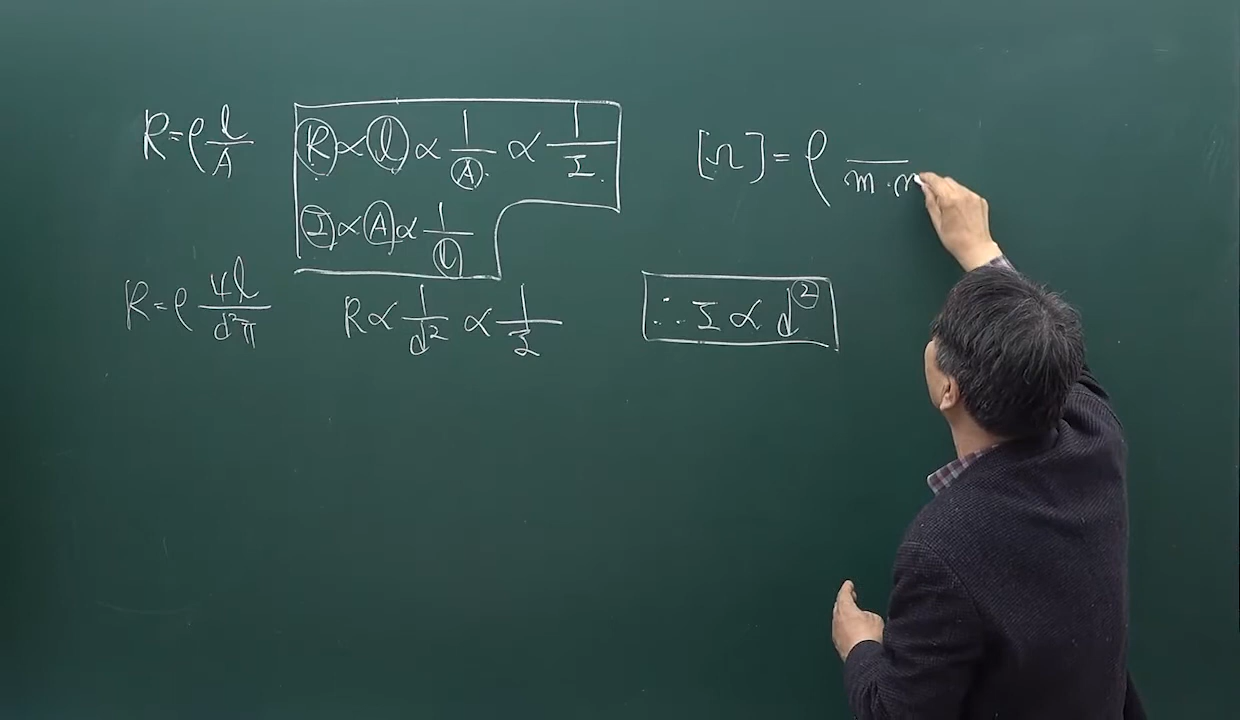 R=ρ l/A
R ∝ l ∝ 1/A ∝ 1/I
I ∝ A ∝ 1/l
R=ρ 4l/d²π
R ∝ 1/d² ∝ 1/I
∴ I ∝ d²
[Ω] = ρ /m·m